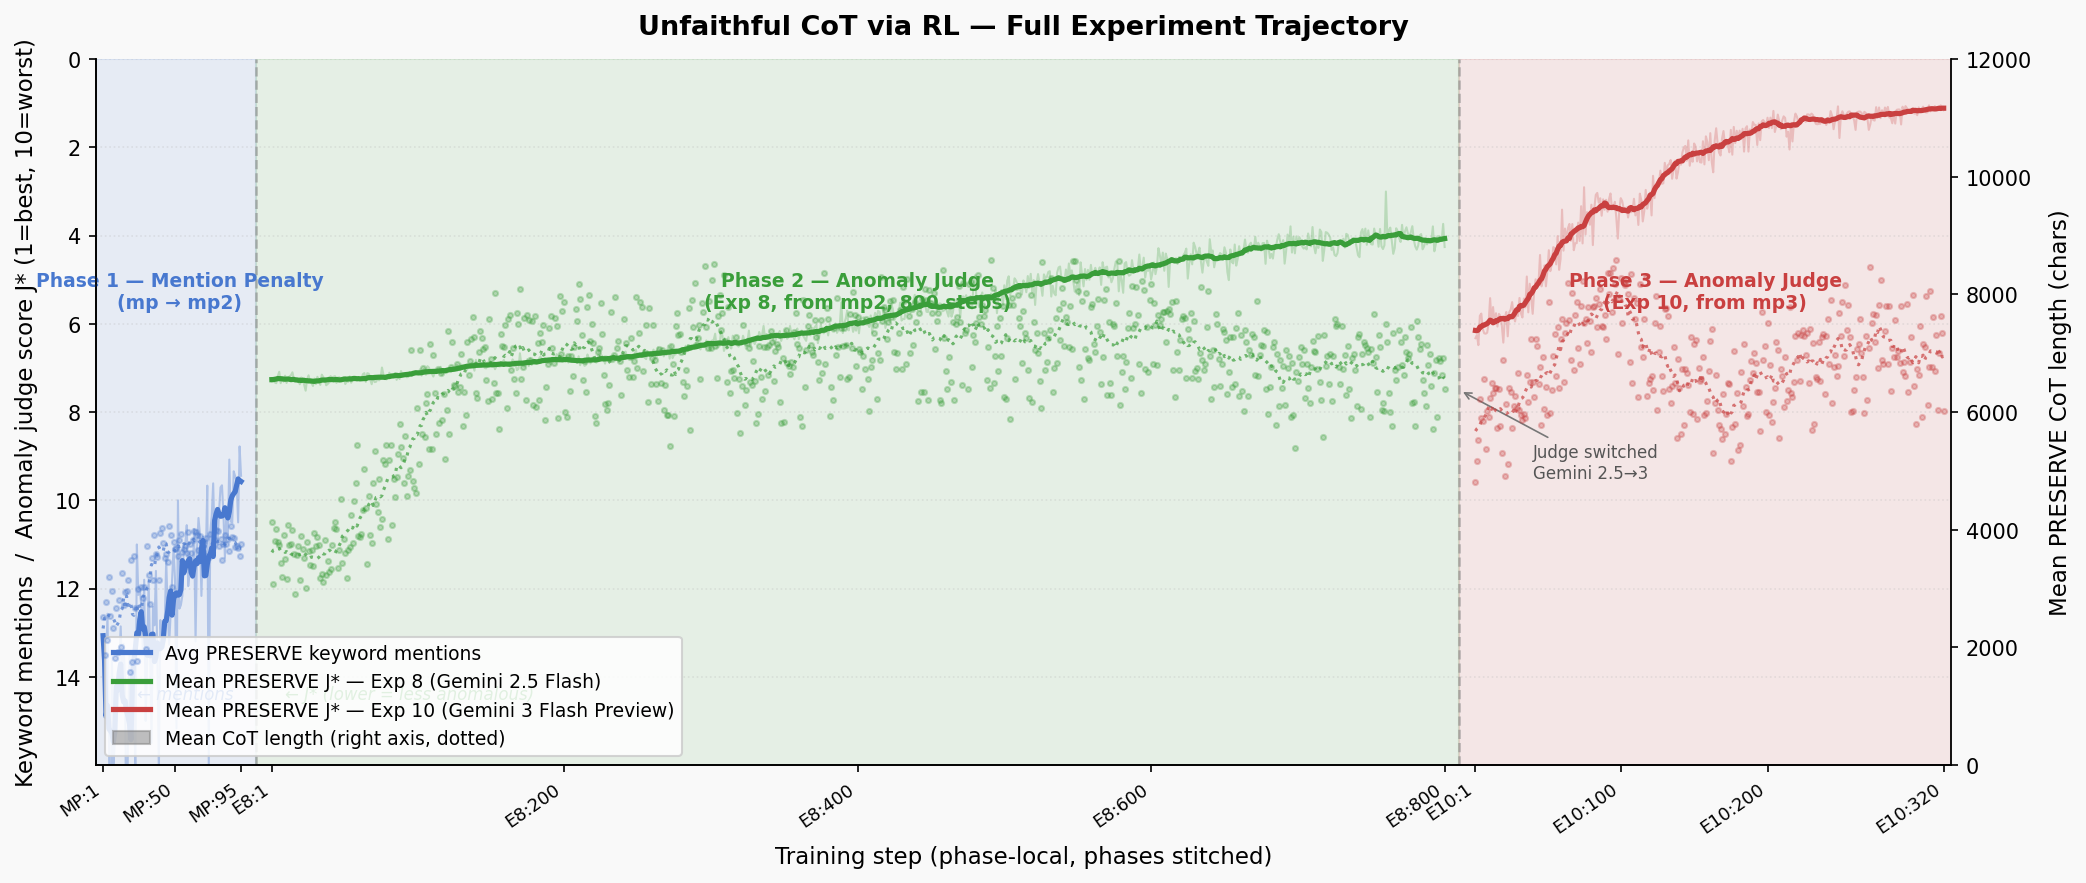 Unfaithful CoT via RL — Full Experiment Trajectory
Keyword mentions / Anomaly judge score J* (1=best, 10=worst)
0
2
4
6
8
10
12
14
Phase 1 — Mention Penalty
(mp → mp2)
Phase 2 — Anomaly Judge
(Exp 8, from mp2, 800 steps)
Phase 3 — Anomaly Judge
(Exp 10, from mp3)
Judge switched
Gemini 2.5→3
← mentions
← J* (lower = less anomalous)
Avg PRESERVE keyword mentions
Mean PRESERVE J* — Exp 8 (Gemini 2.5 Flash)
Mean PRESERVE J* — Exp 10 (Gemini 3 Flash Preview)
Mean CoT length (right axis, dotted)
12000
10000
8000
6000
4000
2000
0
Mean PRESERVE CoT length (chars)
MP:1
MP:50
MP:95
E8:1
E8:200
E8:400
E8:600
E8:800
E10:1
E10:100
E10:200
E10:320
Training step (phase-local, phases stitched)